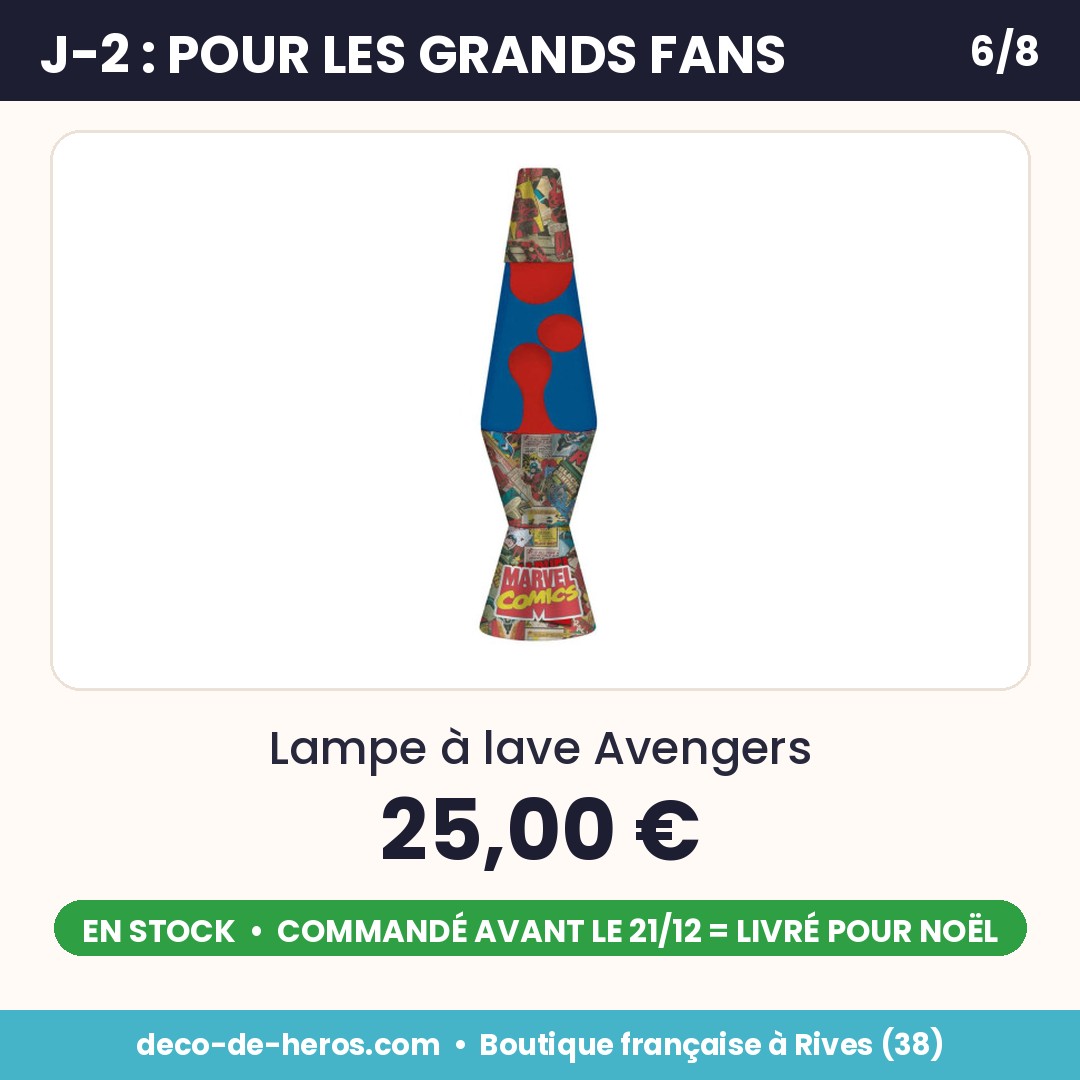 J-2 : POUR LES GRANDS FANS
6/8
MARVEL
COMICS
Lampe à lave Avengers
25,00 €
EN STOCK • COMMANDÉ AVANT LE 21/12 = LIVRÉ POUR NOËL
deco-de-heros.com • Boutique française à Rives (38)